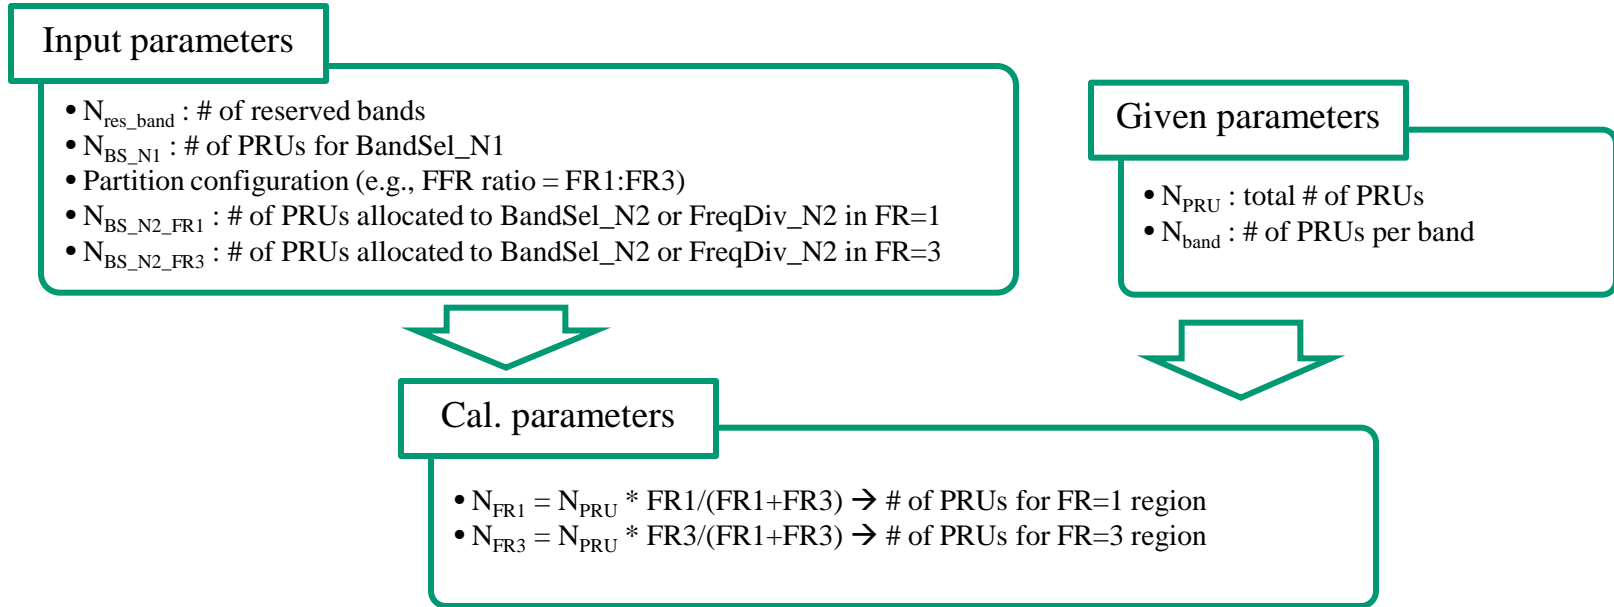 Input parameters
• N_res_band : # of reserved bands
• N_BS_N1 : # of PRUs for BandSel_N1
• Partition configuration (e.g., FFR ratio = FR1:FR3)
• N_BS_N2_FR1 : # of PRUs allocated to BandSel_N2 or FreqDiv_N2 in FR=1
• N_BS_N2_FR3 : # of PRUs allocated to BandSel_N2 or FreqDiv_N2 in FR=3
Given parameters
• N_PRU : total # of PRUs
• N_band : # of PRUs per band
Cal. parameters
• N_FR1 = N_PRU * FR1/(FR1+FR3) → # of PRUs for FR=1 region
• N_FR3 = N_PRU * FR3/(FR1+FR3) → # of PRUs for FR=3 region